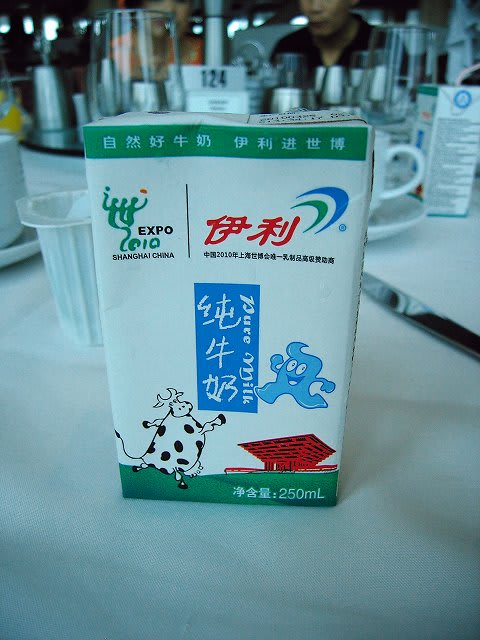 124
自然好牛奶 伊利进世博
EXPO
2010
SHANGHAI CHINA
伊利®
中国2010年上海世博会唯一乳制品高级赞助商
纯牛奶
Pure Milk
净含量: 250mL